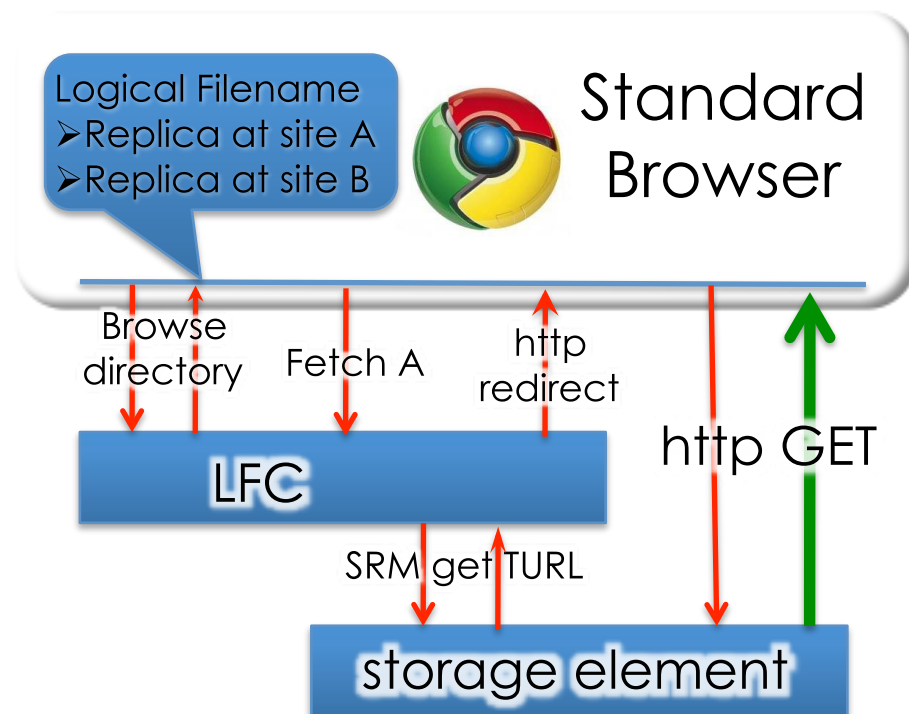 Logical Filename
➢Replica at site A
➢Replica at site B
Standard
Browser
Browse
directory
Fetch A
http
redirect
http GET
LFC
SRM get TURL
storage element